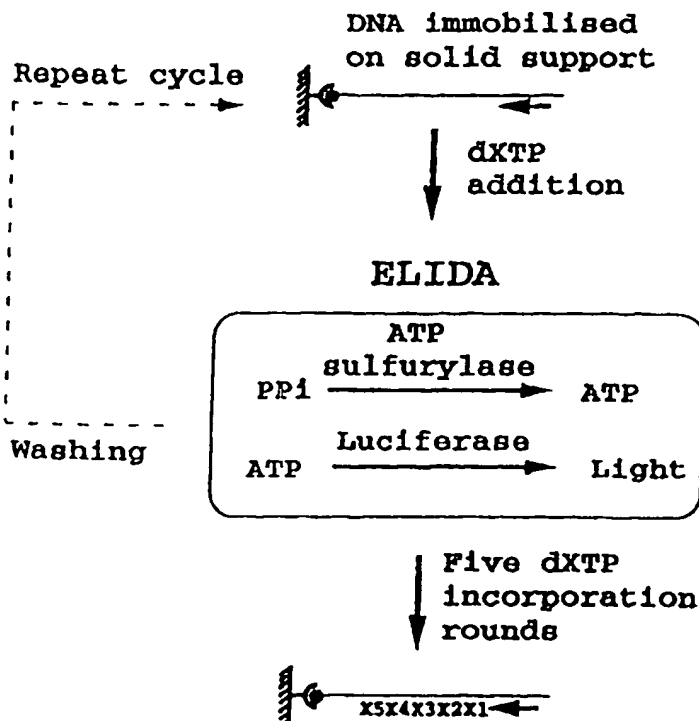 DNA immobilised
on solid support
Repeat cycle
dXTP
addition
ELIDA
ATP
sulfurylase
PPi
ATP
Luciferase
ATP
Light
Washing
Five dXTP
incorporation
rounds
X5X4X3X2X1